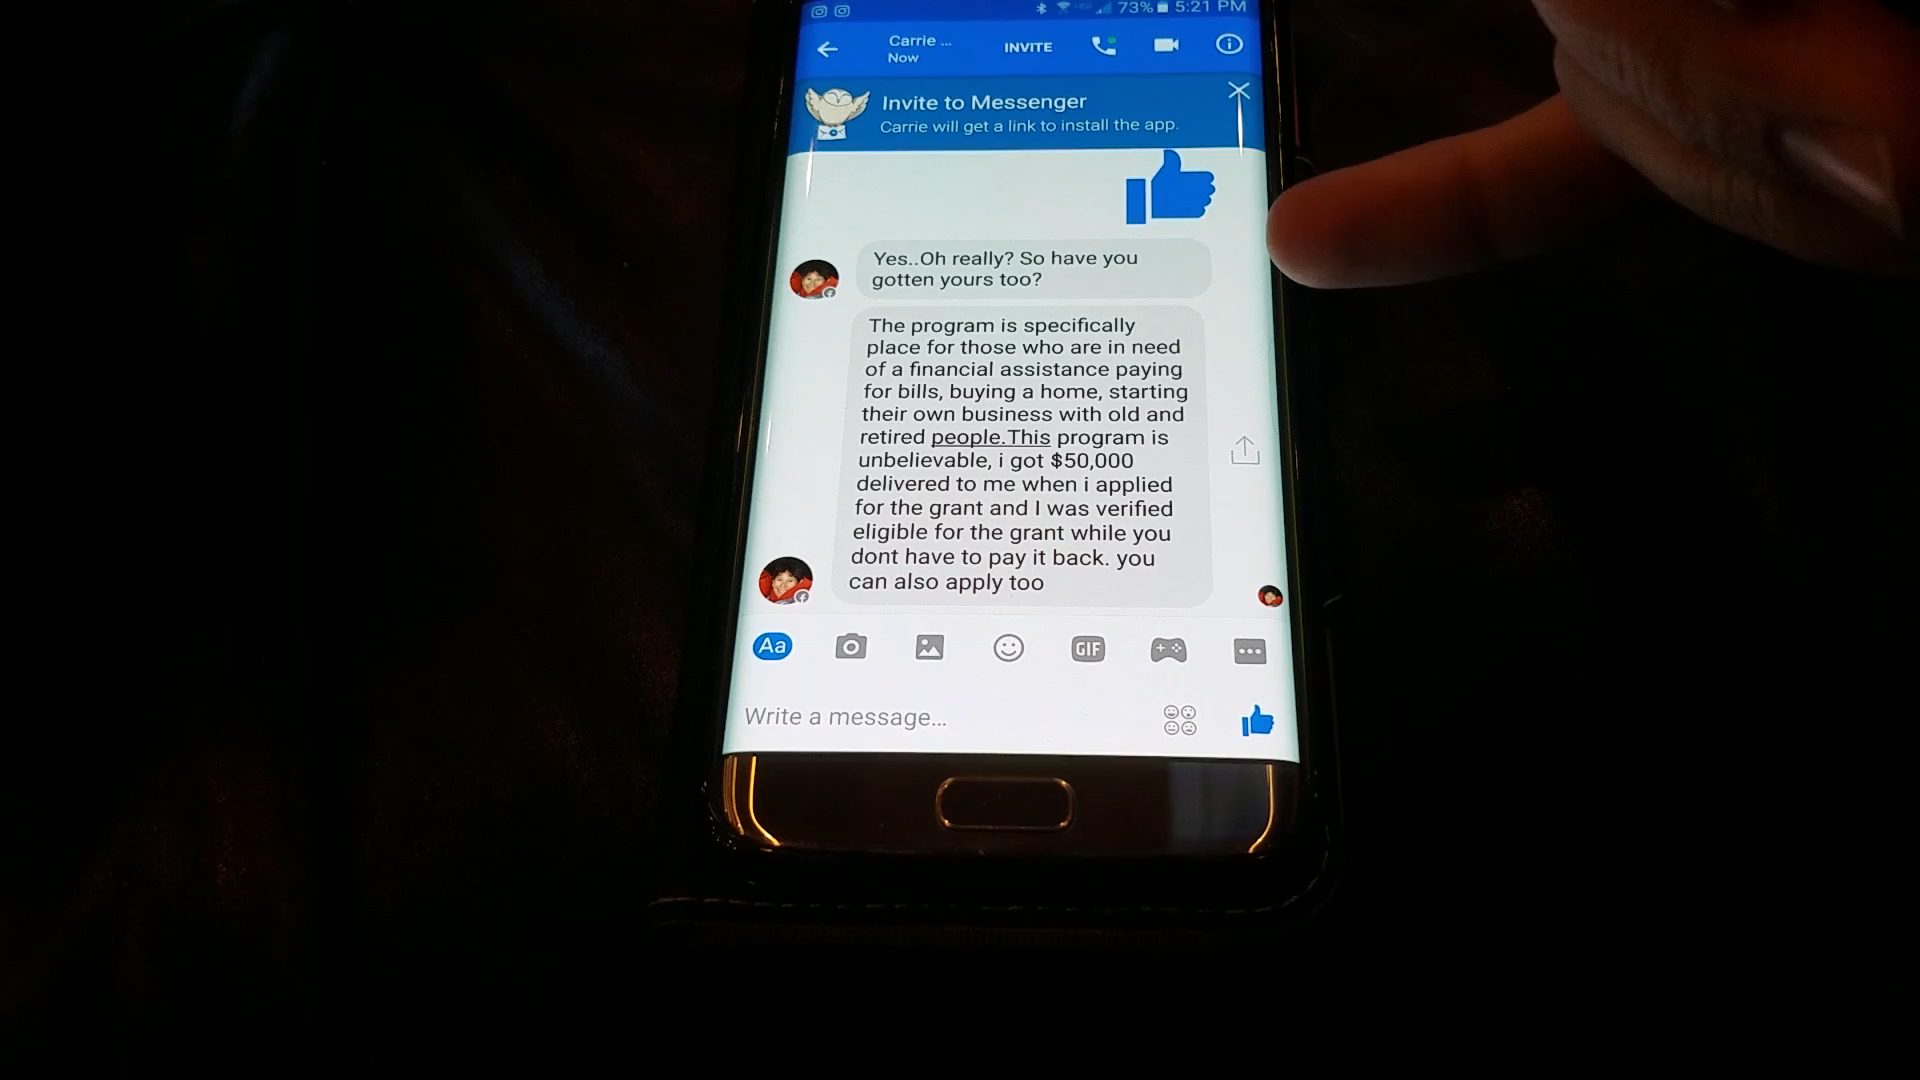 73% 5:21 PM
Carrie ...
Now
INVITE
Invite to Messenger
Carrie will get a link to install the app.
Yes..Oh really? So have you
gotten yours too?
The program is specifically
place for those who are in need
of a financial assistance paying
for bills, buying a home, starting
their own business with old and
retired people.This program is
unbelievable, i got $50,000
delivered to me when i applied
for the grant and I was verified
eligible for the grant while you
dont have to pay it back. you
can also apply too
Aa
GIF
Write a message...